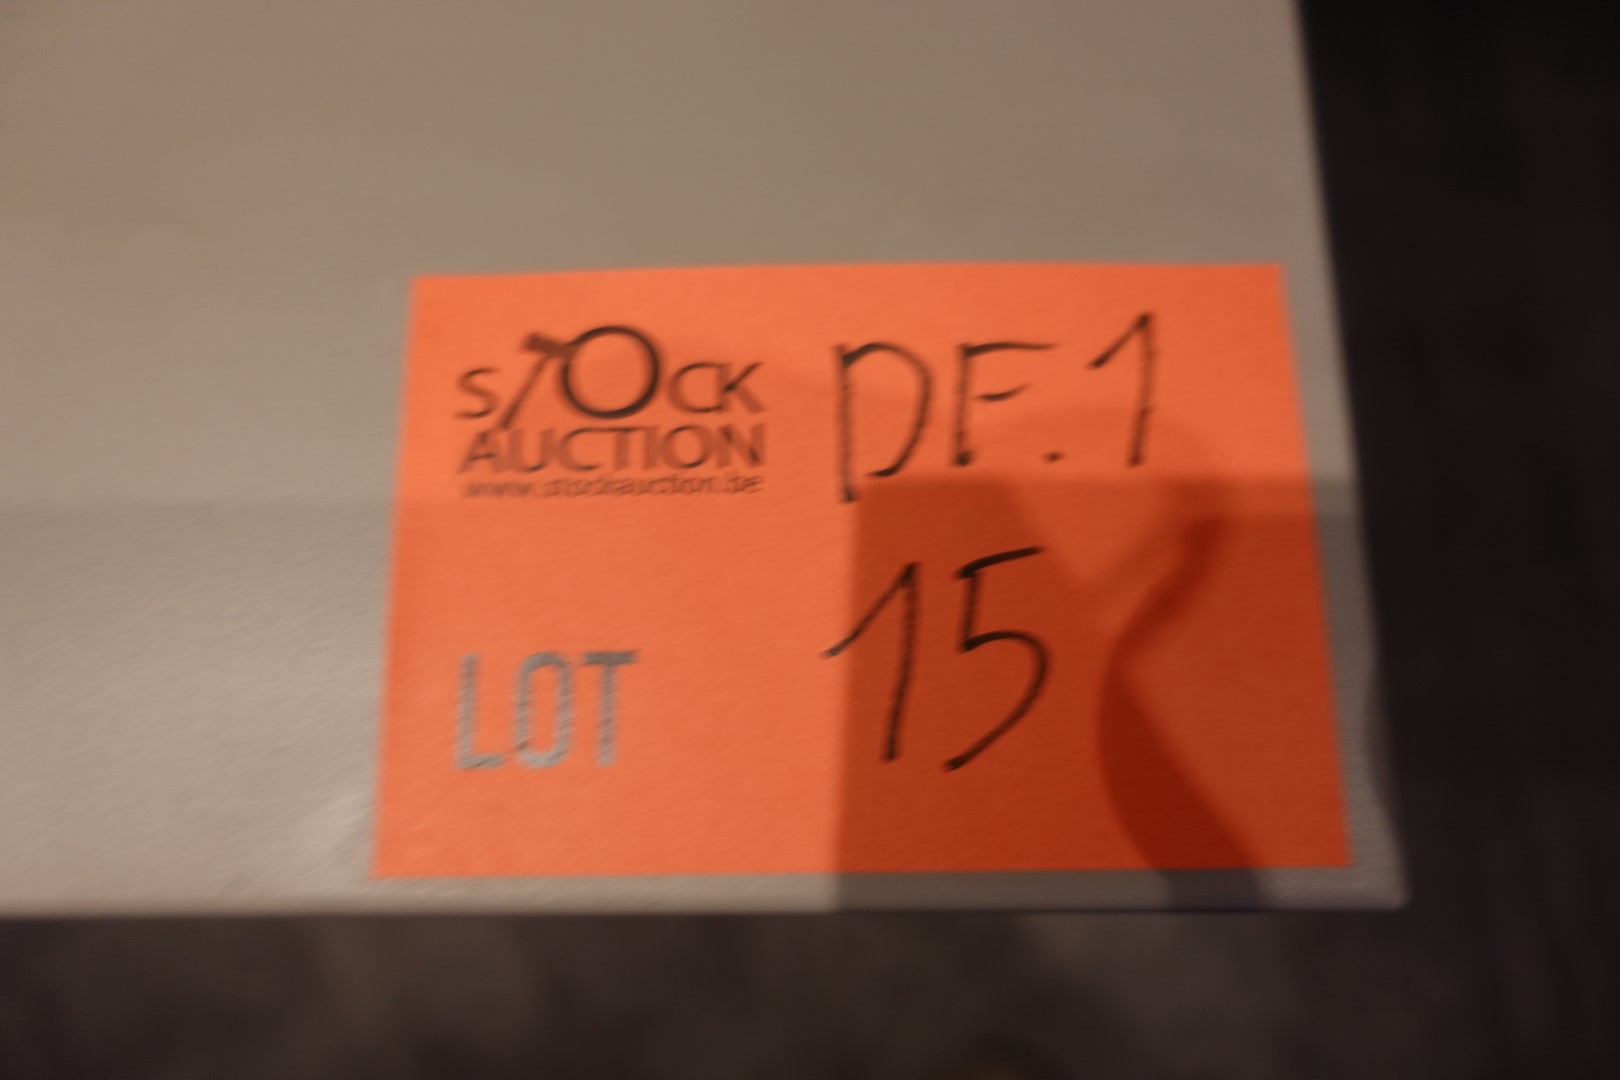 STOCK DF.1
AUCTION
www.stockauction.be
LOT 15